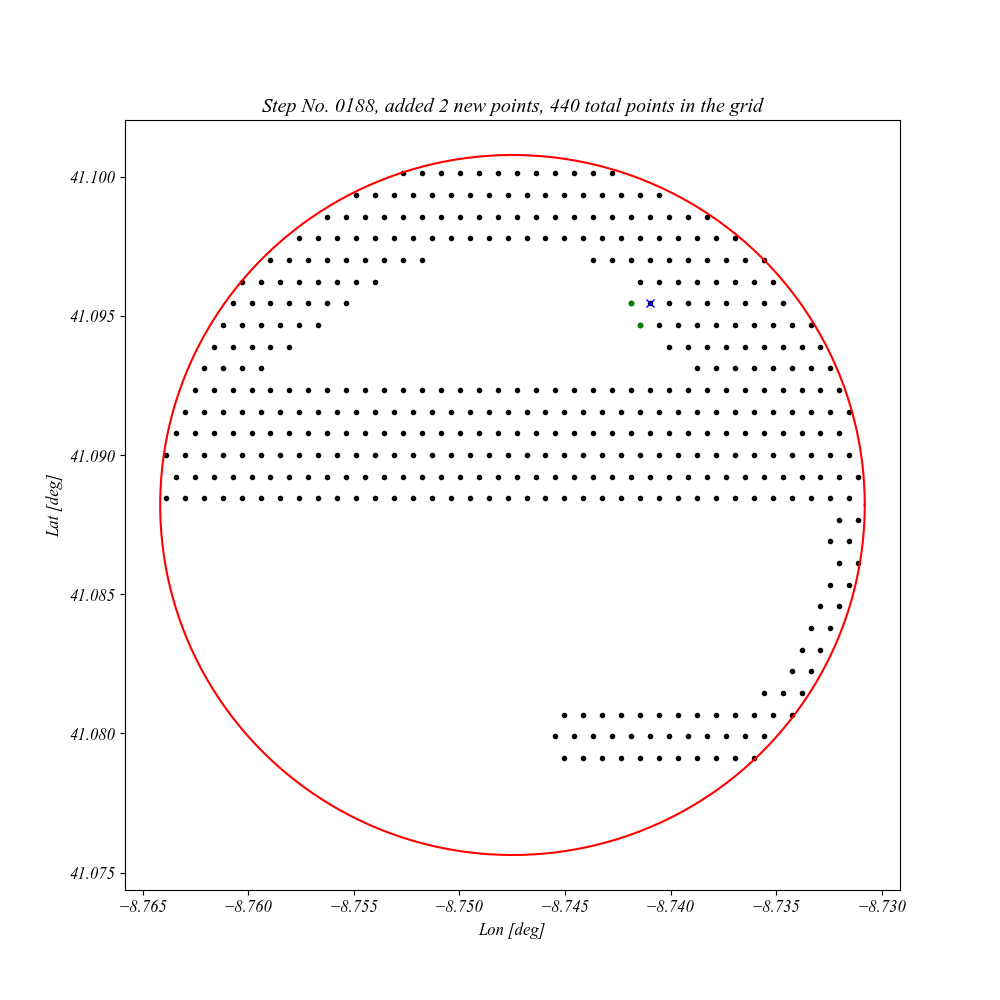 Step No. 0188, added 2 new points, 440 total points in the grid
41.100
41.095
41.090
41.085
41.080
41.075
Lat [deg]
−8.765 −8.760 −8.755 −8.750 −8.745 −8.740 −8.735 −8.730
Lon [deg]